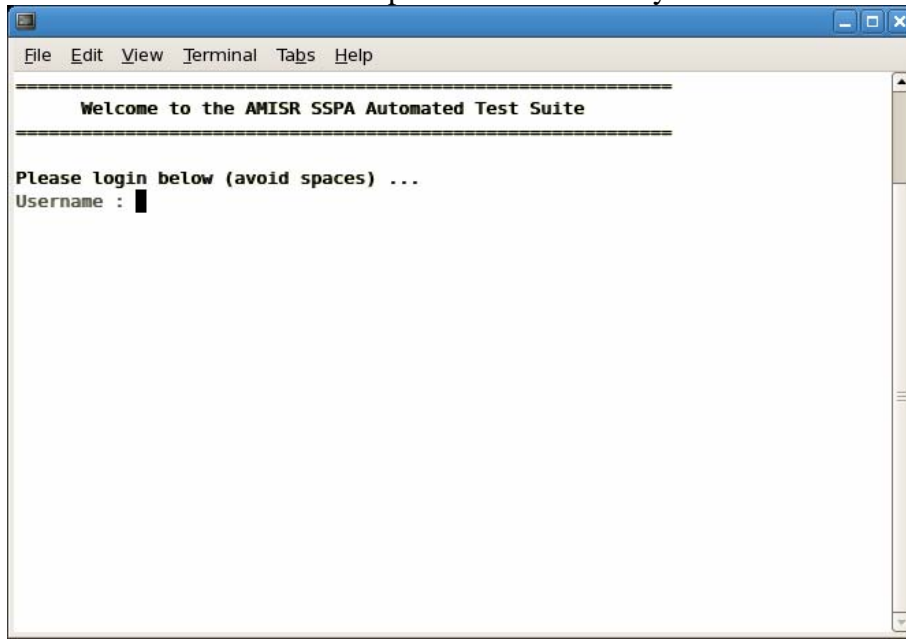 File Edit View Terminal Tabs Help
============================================================
Welcome to the AMISR SSPA Automated Test Suite
============================================================
Please login below (avoid spaces) ...
Username :